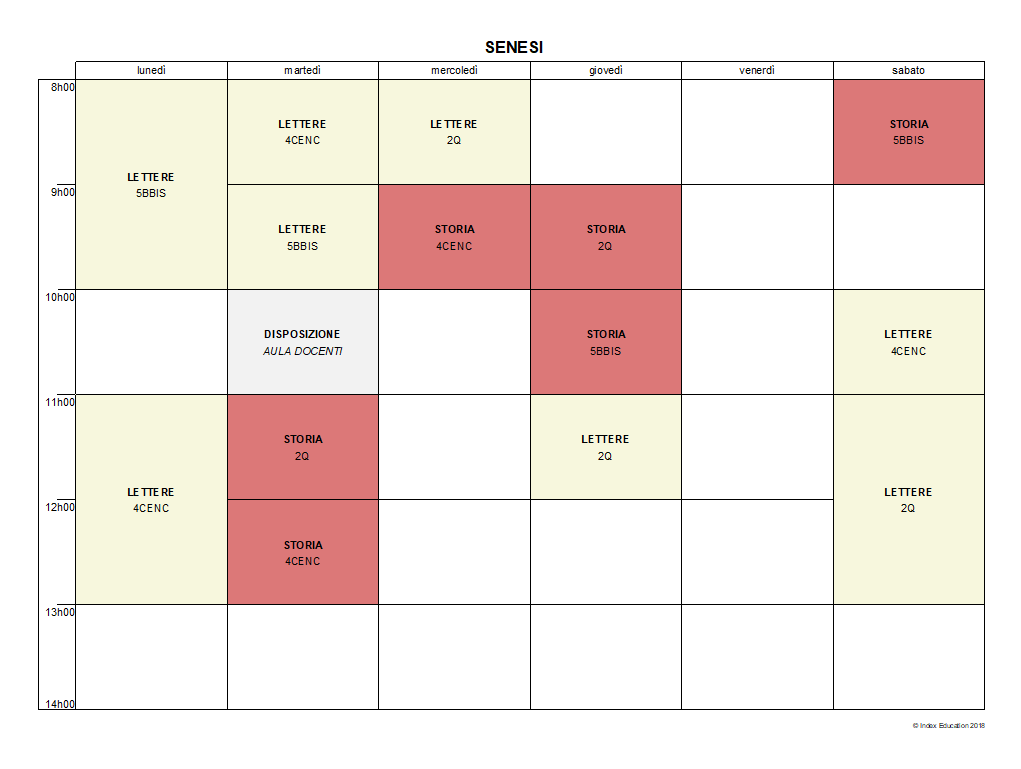 SENESI
lunedì martedì mercoledì giovedì venerdì sabato
8h00
LETTERE LETTERE STORIA
4CENC 2Q 5BBIS
LETTERE
5BBIS
9h00
LETTERE STORIA STORIA
5BBIS 4CENC 2Q
10h00
DISPOSIZIONE STORIA LETTERE
AULA DOCENTI 5BBIS 4CENC
11h00
STORIA LETTERE
2Q 2Q
LETTERE LETTERE
4CENC 2Q
12h00
STORIA
4CENC
13h00
14h00
© Index Education 2018